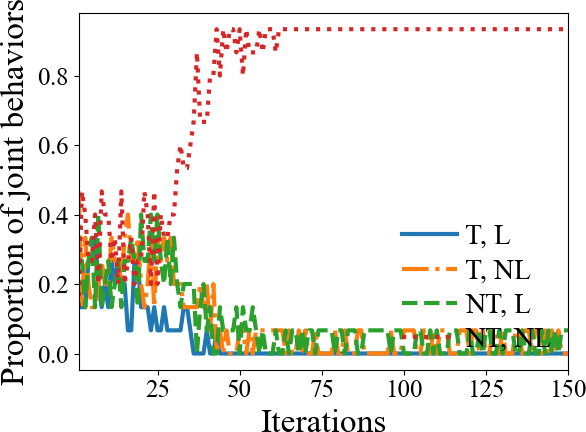 Proportion of joint behaviors
0.8
0.6
0.4
0.2
0.0
T, L
T, NL
NT, L
NT, NL
25
50
75
100
125
150
Iterations